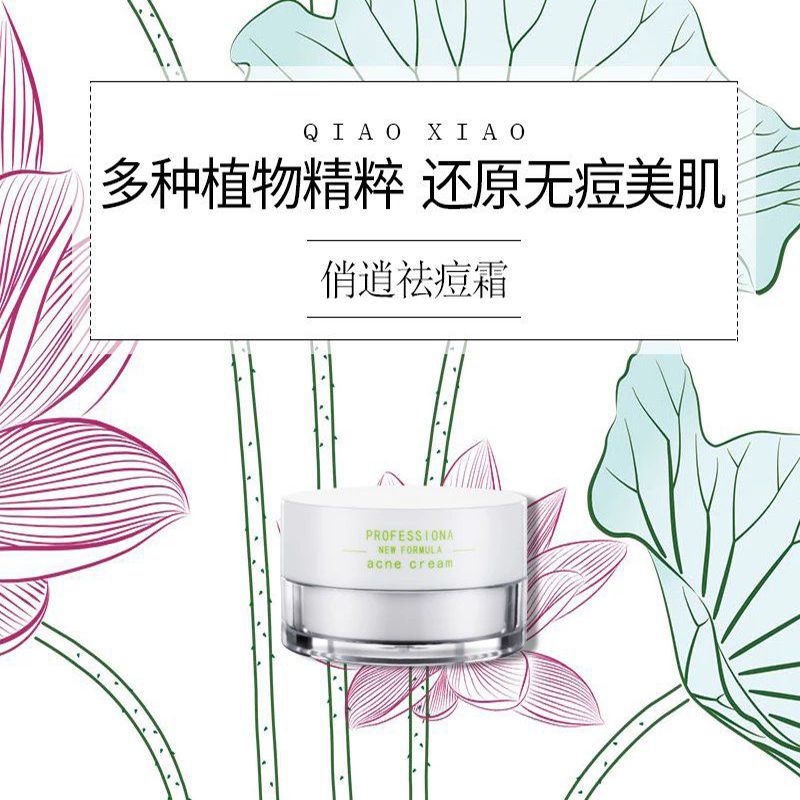 QIAO XIAO
多种植物精粹 还原无痘美肌
俏逍祛痘霜
PROFESSIONA
NEW FORMULA
acne cream